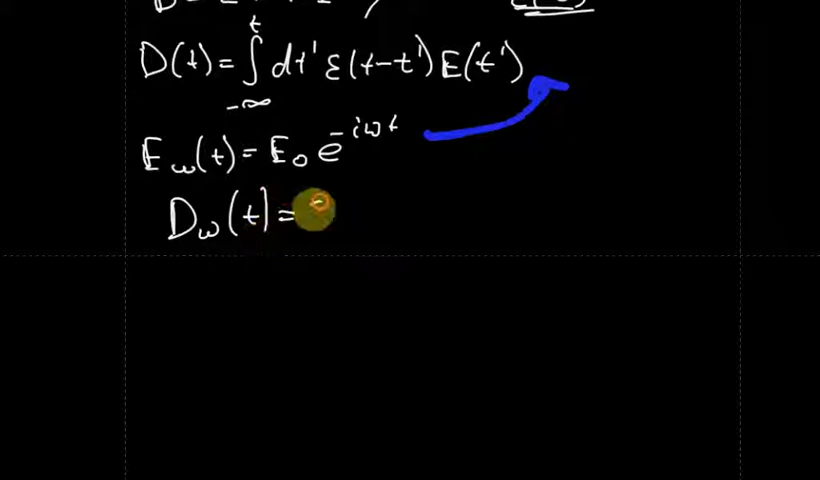 D(t) = ∫_{-∞}^{t} dt' ε(t-t') E(t')
E_ω(t) = E_0 e^{-iωt}
D_ω(t) =